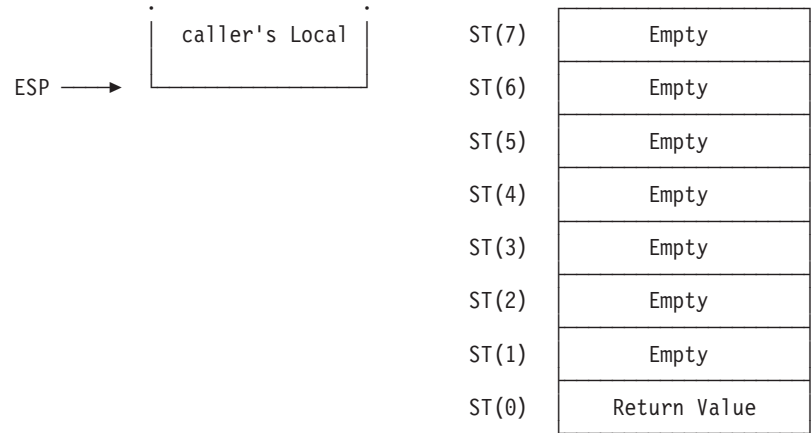 caller's Local ST(7) Empty
ESP ST(6) Empty
ST(5) Empty
ST(4) Empty
ST(3) Empty
ST(2) Empty
ST(1) Empty
ST(0) Return Value